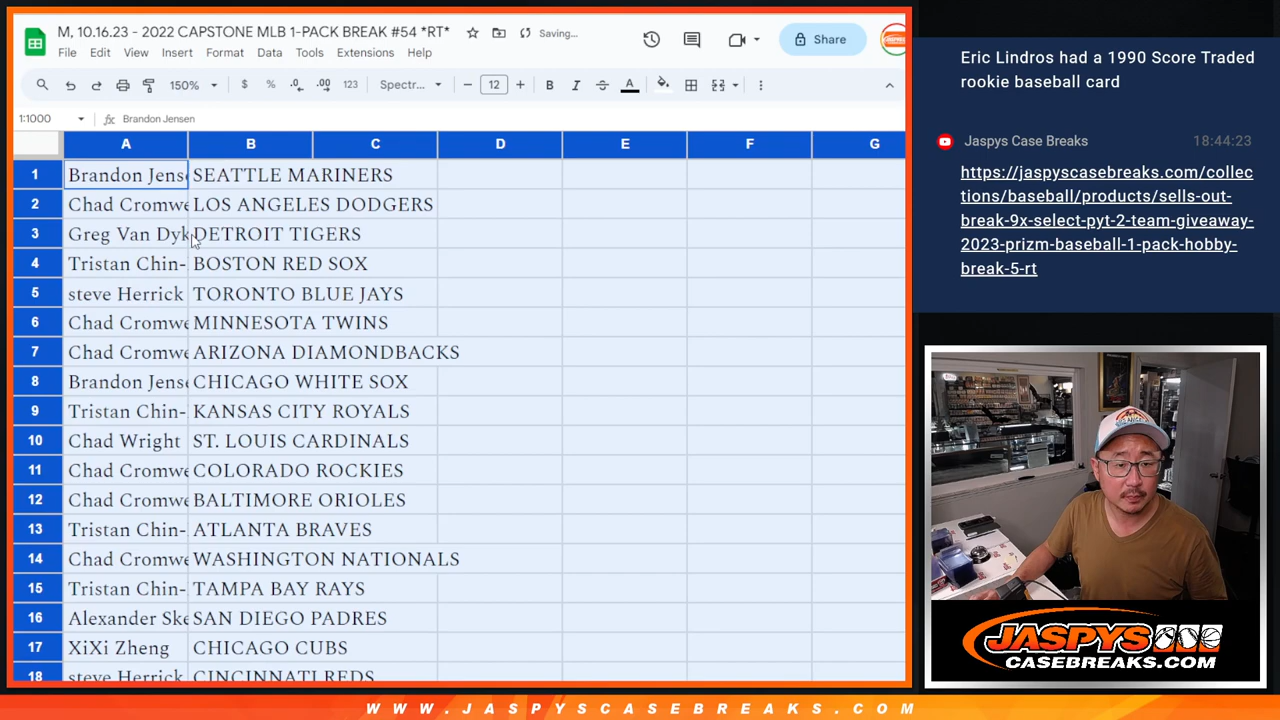 M, 10.16.23 - 2022 CAPSTONE MLB 1-PACK BREAK #54 *RT*
Saving…
Share
File Edit View Insert Format Data Tools Extensions Help
150% $ % .0 .00 123 Spectr... 12 B I A
1:1000 fx Brandon Jensen
A B C D E F G
1 Brandon Jense SEATTLE MARINERS
2 Chad Cromwe LOS ANGELES DODGERS
3 Greg Van Dyk DETROIT TIGERS
4 Tristan Chin- BOSTON RED SOX
5 steve Herrick TORONTO BLUE JAYS
6 Chad Cromwe MINNESOTA TWINS
7 Chad Cromwe ARIZONA DIAMONDBACKS
8 Brandon Jense CHICAGO WHITE SOX
9 Tristan Chin- KANSAS CITY ROYALS
10 Chad Wright ST. LOUIS CARDINALS
11 Chad Cromwe COLORADO ROCKIES
12 Chad Cromwe BALTIMORE ORIOLES
13 Tristan Chin- ATLANTA BRAVES
14 Chad Cromwe WASHINGTON NATIONALS
15 Tristan Chin- TAMPA BAY RAYS
16 Alexander Ske SAN DIEGO PADRES
17 XiXi Zheng CHICAGO CUBS
18 steve Herrick CINCINNATI REDS
Eric Lindros had a 1990 Score Traded
rookie baseball card
Jaspys Case Breaks 18:44:23
https://jaspyscasebreaks.com/collec
tions/baseball/products/sells-out-
break-9x-select-pyt-2-team-giveaway-
2023-prizm-baseball-1-pack-hobby-
break-5-rt
JASPYS
CASEBREAKS.COM
WWW.JASPYSCASEBREAKS.COM